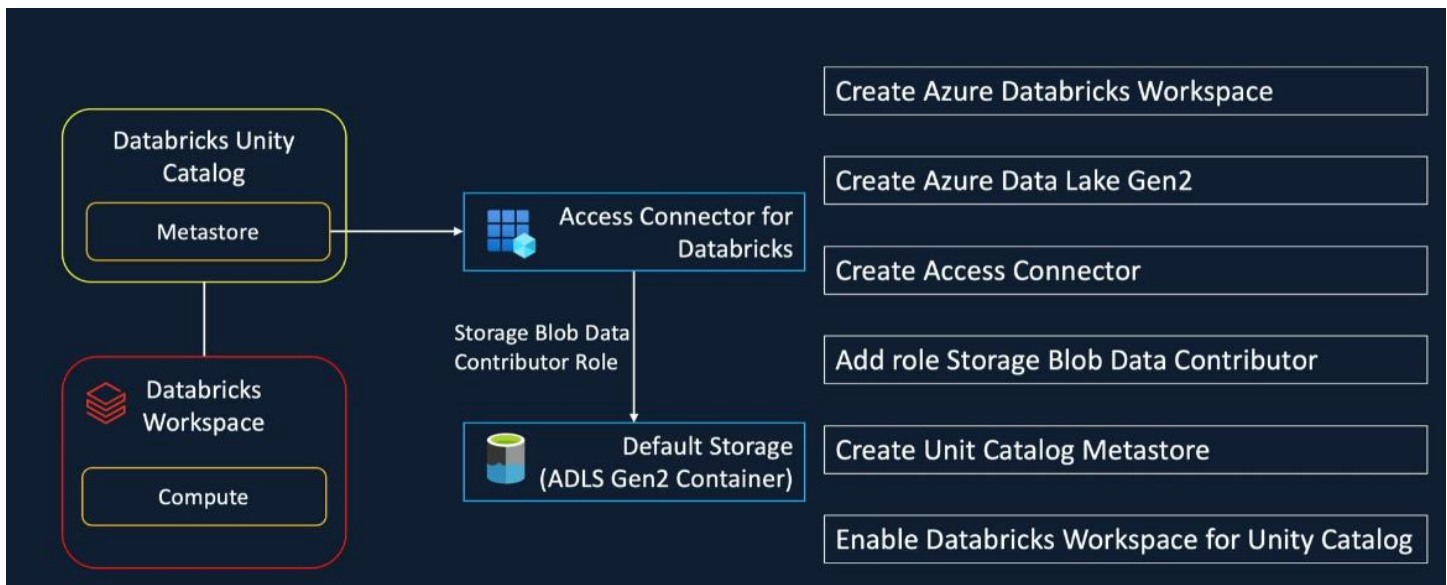 Databricks Unity
Catalog
Metastore
Databricks
Workspace
Compute
Access Connector for
Databricks
Storage Blob Data
Contributor Role
Default Storage
(ADLS Gen2 Container)
Create Azure Databricks Workspace
Create Azure Data Lake Gen2
Create Access Connector
Add role Storage Blob Data Contributor
Create Unit Catalog Metastore
Enable Databricks Workspace for Unity Catalog